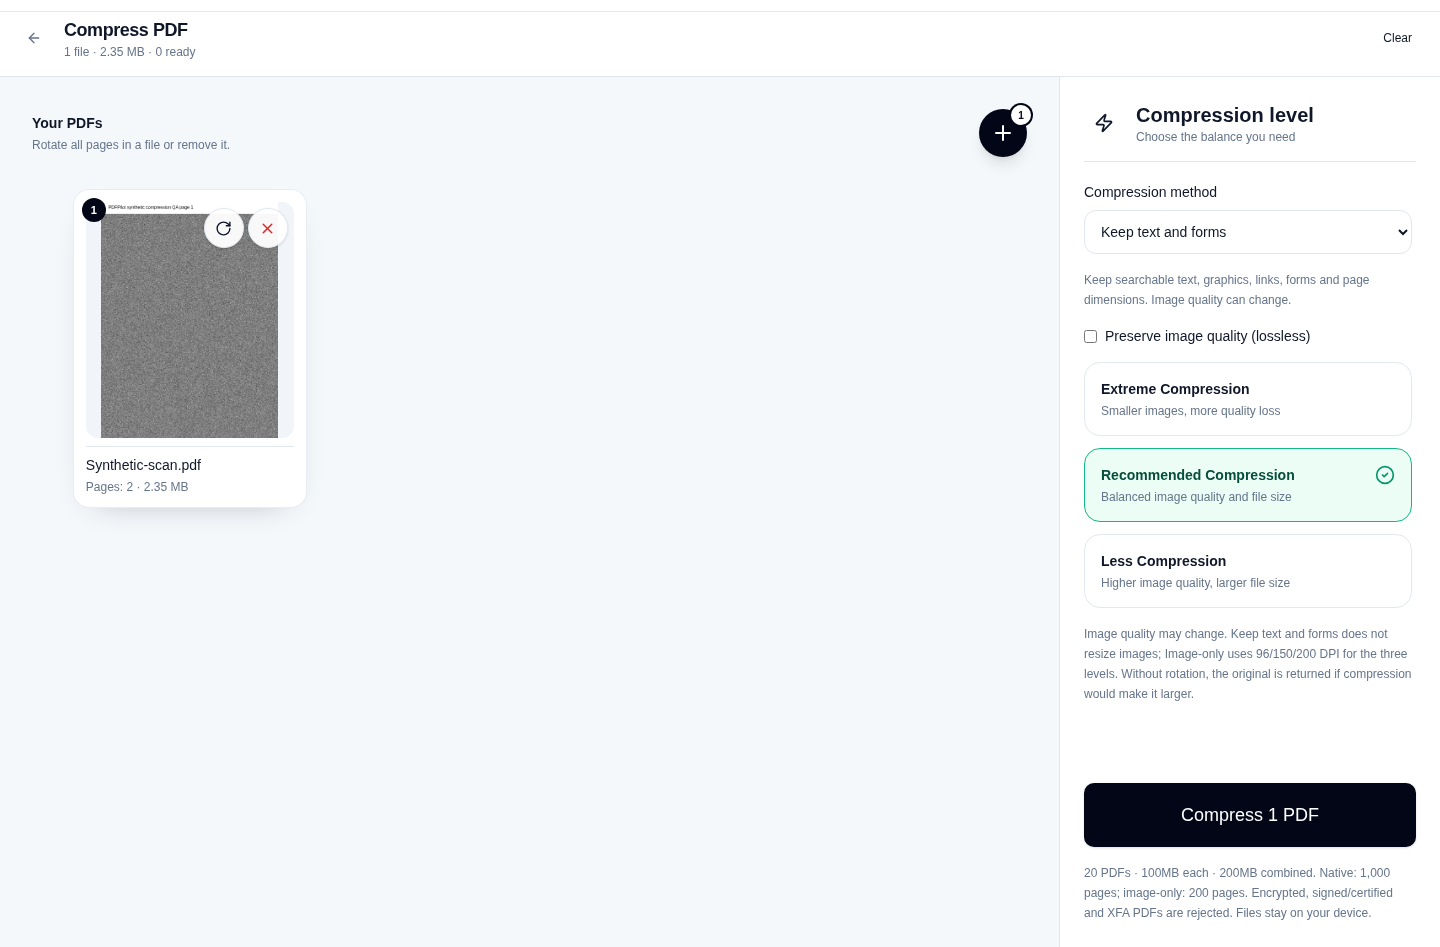 Compress PDF
1 file · 2.35 MB · 0 ready
Clear
Your PDFs
Rotate all pages in a file or remove it.
1
1
PDFPilot synthetic compression QA page 1
Synthetic-scan.pdf
Pages: 2 · 2.35 MB
Compression level
Choose the balance you need
Compression method
Keep text and forms
Keep searchable text, graphics, links, forms and page
dimensions. Image quality can change.
Preserve image quality (lossless)
Extreme Compression
Smaller images, more quality loss
Recommended Compression
Balanced image quality and file size
Less Compression
Higher image quality, larger file size
Image quality may change. Keep text and forms does not
resize images; Image-only uses 96/150/200 DPI for the three
levels. Without rotation, the original is returned if compression
would make it larger.
Compress 1 PDF
20 PDFs · 100MB each · 200MB combined. Native: 1,000
pages; image-only: 200 pages. Encrypted, signed/certified
and XFA PDFs are rejected. Files stay on your device.